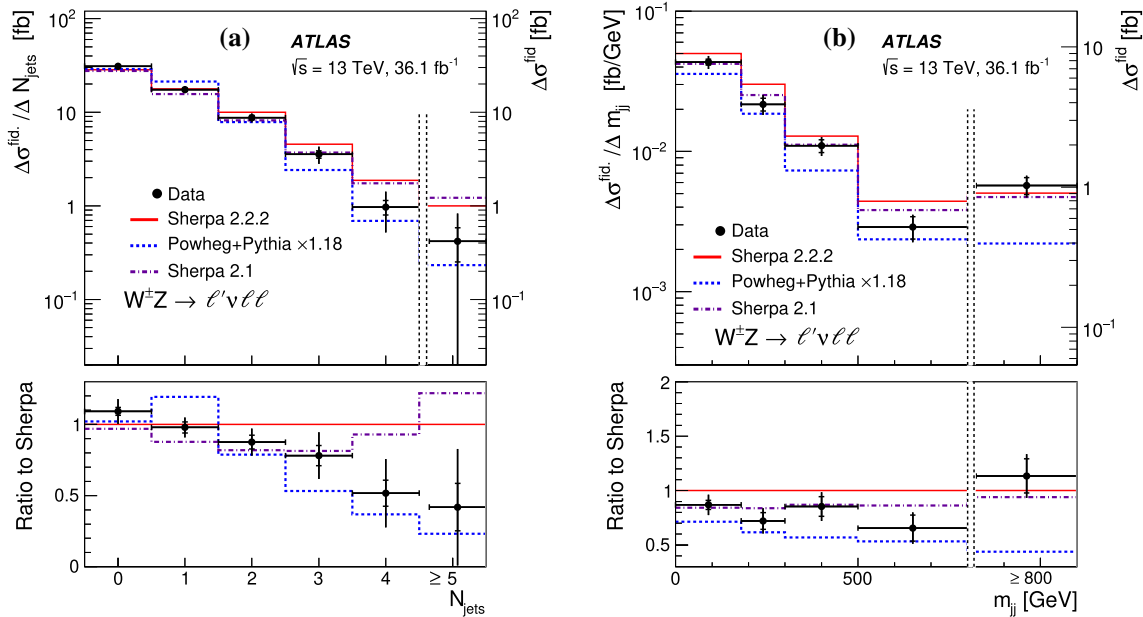 Δσ^fid. / Δ N_jets [fb]
10²
10
1
10⁻¹
(a)
ATLAS
√s = 13 TeV, 36.1 fb⁻¹
Data
Sherpa 2.2.2
Powheg+Pythia ×1.18
Sherpa 2.1
W±Z → ℓ′νℓℓ
10²
10
1
10⁻¹
Δσ^fid [fb]
Ratio to Sherpa
1
0.5
0
0 1 2 3 4 ≥ 5
N_jets
Δσ^fid. / Δ m_jj [fb/GeV]
10⁻¹
10⁻²
10⁻³
(b)
ATLAS
√s = 13 TeV, 36.1 fb⁻¹
Data
Sherpa 2.2.2
Powheg+Pythia ×1.18
Sherpa 2.1
W±Z → ℓ′νℓℓ
10
1
10⁻¹
Δσ^fid [fb]
Ratio to Sherpa
2
1.5
1
0.5
0 500 ≥ 800
m_jj [GeV]